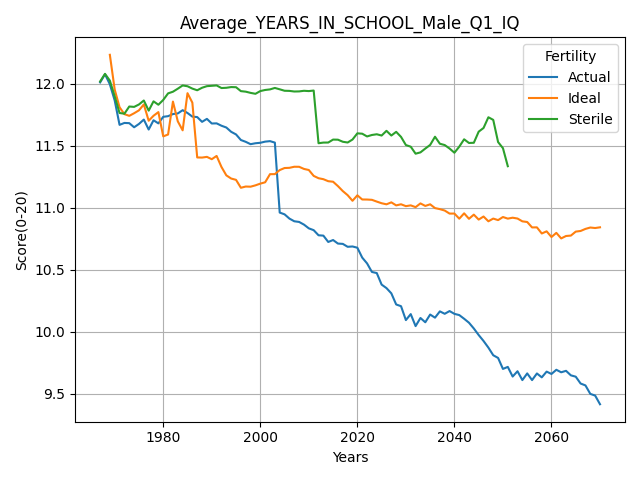 Average_YEARS_IN_SCHOOL_Male_Q1_IQ
Fertility
Actual
Ideal
Sterile
Score(0-20)
12.0
11.5
11.0
10.5
10.0
9.5
1980 2000 2020 2040 2060
Years